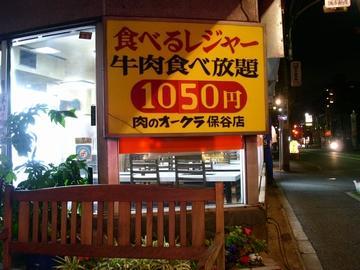 食べるレジャー
牛肉食べ放題
1050円
肉のオークラ 保谷店